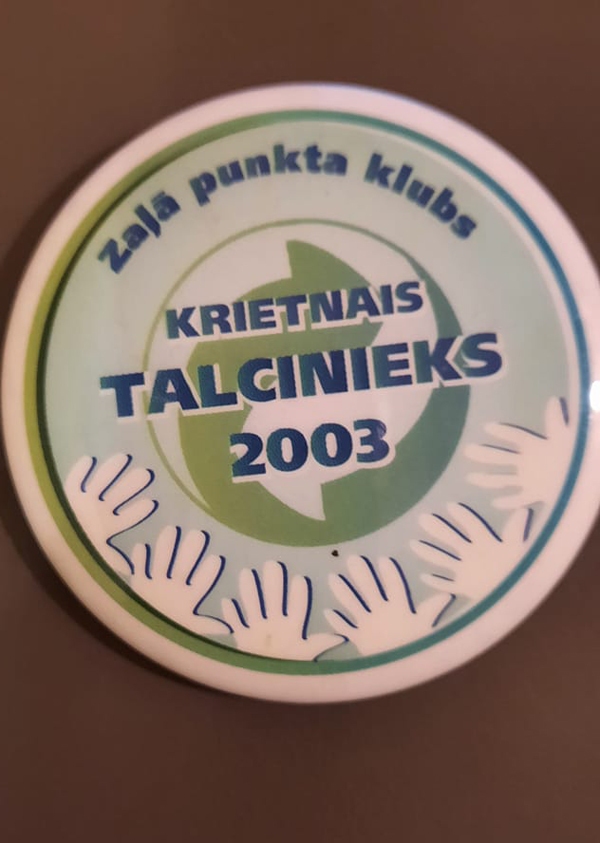 Zaļā punkta klubs
KRIETNAIS
TALCINIEKS
2003